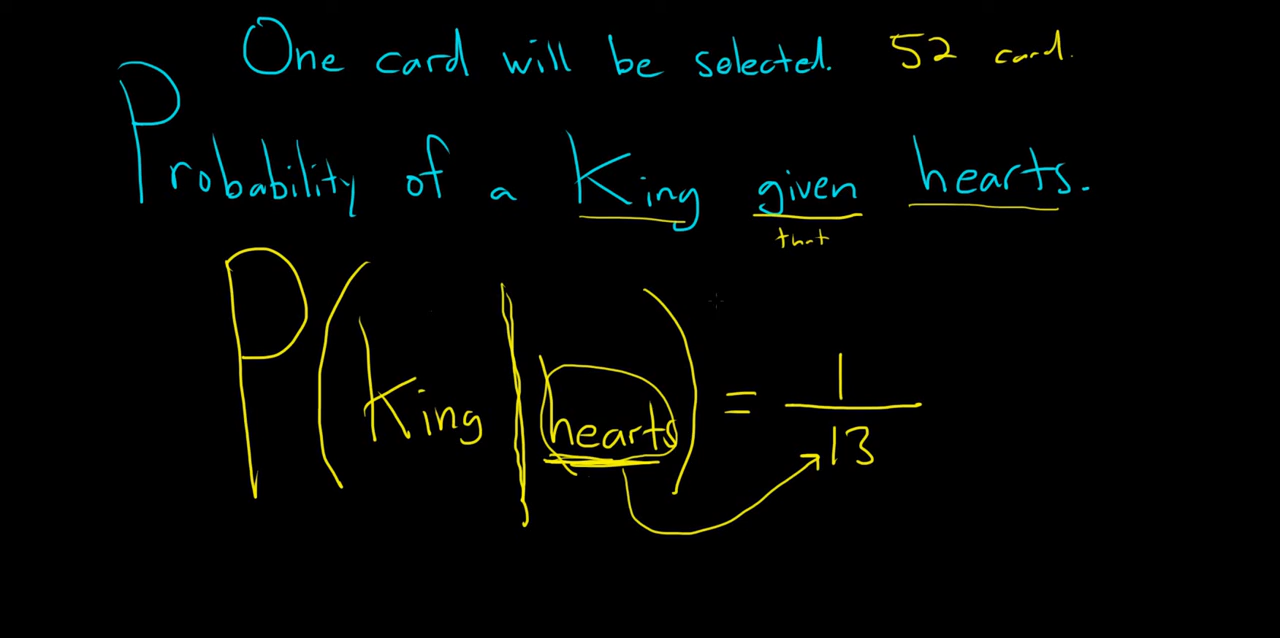 One card will be selected. 52 card.
Probability of a King given hearts.
that
P(King|hearts) = 1/13